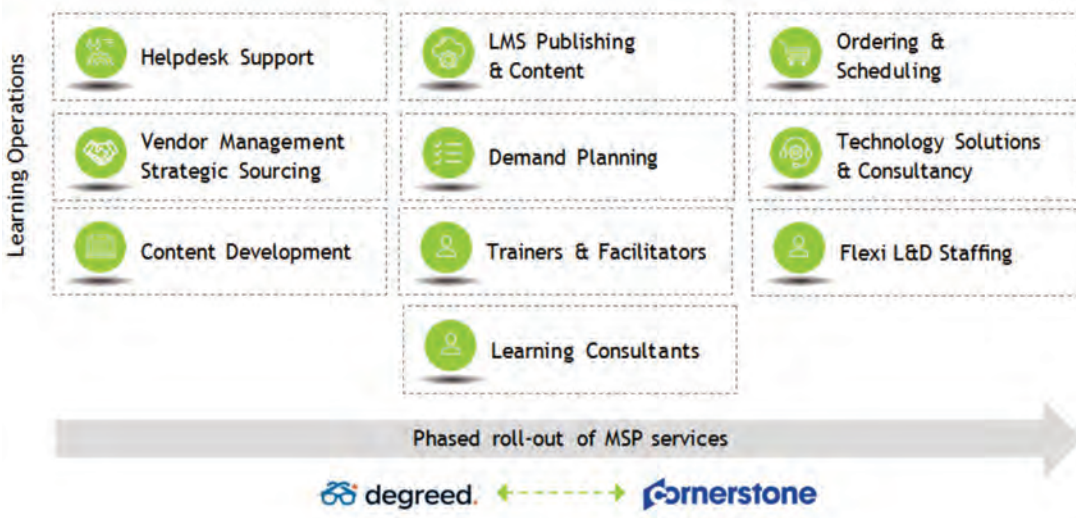 Learning Operations
Helpdesk Support
LMS Publishing
& Content
Ordering &
Scheduling
Vendor Management
Strategic Sourcing
Demand Planning
Technology Solutions
& Consultancy
Content Development
Trainers & Facilitators
Flexi L&D Staffing
Learning Consultants
Phased roll-out of MSP services
degreed.
cornerstone